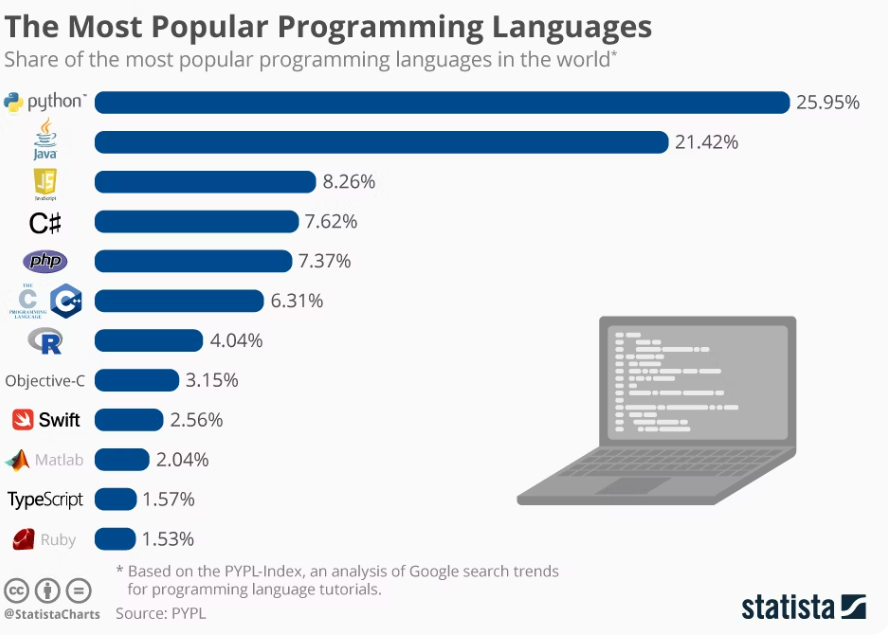 The Most Popular Programming Languages
Share of the most popular programming languages in the world*
python™ 25.95%
Java™ 21.42%
JS JavaScript 8.26%
C# 7.62%
php 7.37%
THE C PROGRAMMING LANGUAGE C++ 6.31%
R 4.04%
Objective-C 3.15%
Swift 2.56%
Matlab 2.04%
TypeScript 1.57%
Ruby 1.53%
* Based on the PYPL-Index, an analysis of Google search trends
for programming language tutorials.
cc
@StatistaCharts Source: PYPL
statista